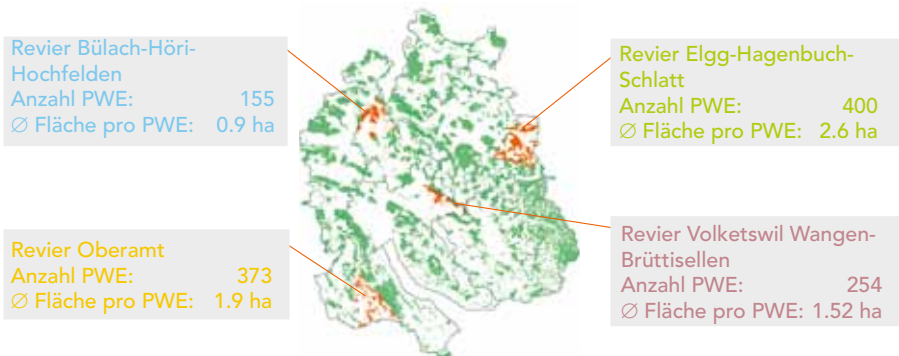 Revier Bülach-Höri-
Hochfelden
Anzahl PWE: 155
∅ Fläche pro PWE: 0.9 ha
Revier Elgg-Hagenbuch-
Schlatt
Anzahl PWE: 400
∅ Fläche pro PWE: 2.6 ha
Revier Oberamt
Anzahl PWE: 373
∅ Fläche pro PWE: 1.9 ha
Revier Volketswil Wangen-
Brüttisellen
Anzahl PWE: 254
∅ Fläche pro PWE: 1.52 ha